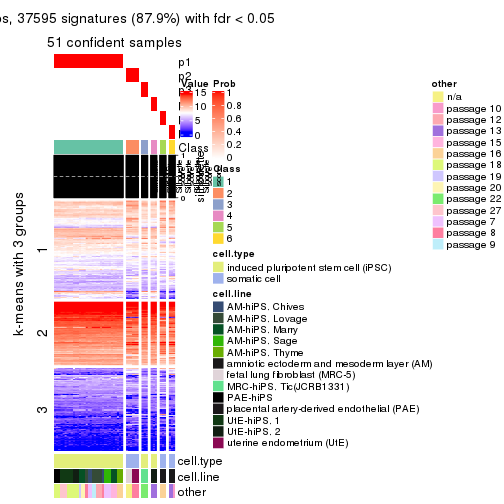 os, 37595 signatures (87.9%) with fdr < 0.05
51 confident samples
p1
p2
p3
Value
15
10
5
0
Prob
1
0.8
0.6
0.4
0.2
0
Class
1
0
Class
1
2
3
4
5
6
k-means with 3 groups
1
2
3
cell.type
induced pluripotent stem cell (iPSC)
somatic cell
cell.line
AM-hiPS. Chives
AM-hiPS. Lovage
AM-hiPS. Marry
AM-hiPS. Sage
AM-hiPS. Thyme
amniotic ectoderm and mesoderm layer (AM)
fetal lung fibroblast (MRC-5)
MRC-hiPS. Tic(JCRB1331)
PAE-hiPS
placental artery-derived endothelial (PAE)
UtE-hiPS. 1
UtE-hiPS. 2
uterine endometrium (UtE)
cell.type
cell.line
other
other
n/a
passage 10
passage 12
passage 13
passage 15
passage 16
passage 18
passage 19
passage 20
passage 22
passage 27
passage 7
passage 8
passage 9